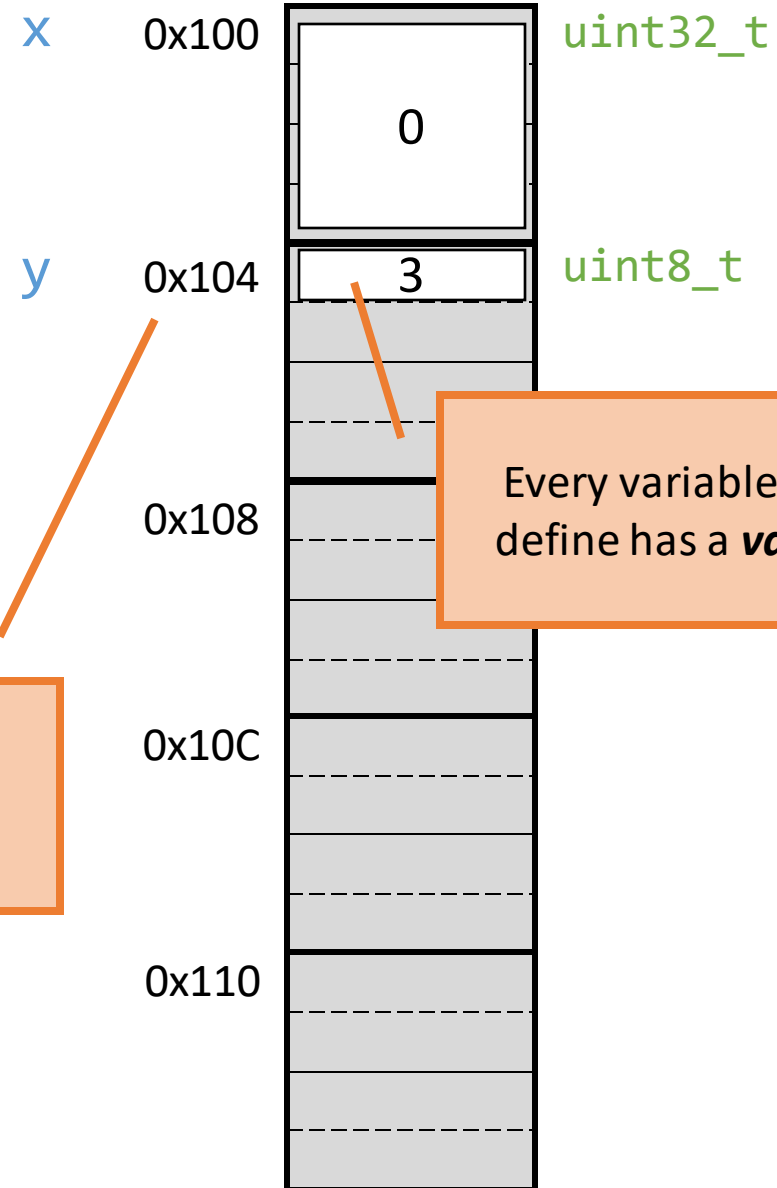 x 0x100 uint32_t
0
y 0x104 3 uint8_t
Every variable
define has a
0x108
0x10C
0x110